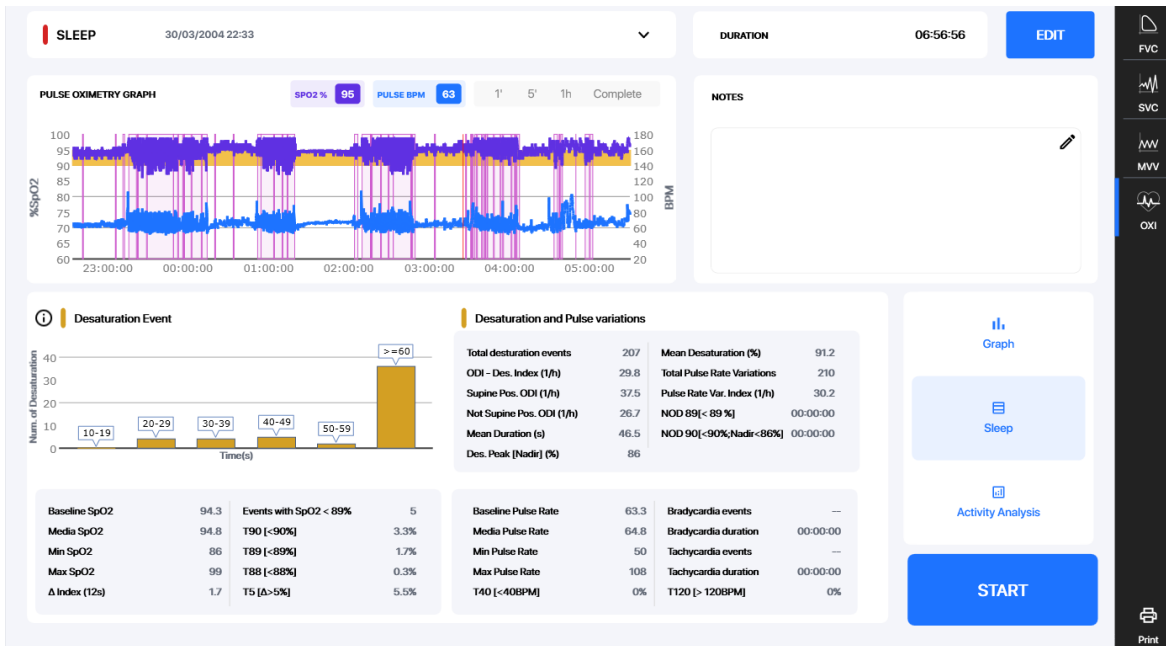 SLEEP 30/03/2004 22:33
DURATION 06:56:56 EDIT
PULSE OXIMETRY GRAPH SPO2 % 95 PULSE BPM 63 1' 5' 1h Complete
100
95
90
85
80
75
70
65
60
%SpO2
180
160
140
120
100
80
60
40
20
BPM
23:00:00 00:00:00 01:00:00 02:00:00 03:00:00 04:00:00 05:00:00
NOTES
Desaturation Event
Num. of Desaturation
40
30
20
10
0
10-19 20-29 30-39 40-49 50-59 >=60
Time(s)
Desaturation and Pulse variations
Total desturation events 207 Mean Desaturation (%) 91.2
ODI - Des. Index (1/h) 29.8 Total Pulse Rate Variations 210
Supine Pos. ODI (1/h) 37.5 Pulse Rate Var. Index (1/h) 30.2
Not Supine Pos. ODI (1/h) 26.7 NOD 89[< 89 %] 00:00:00
Mean Duration (s) 46.5 NOD 90[<90%;Nadir<86%] 00:00:00
Des. Peak [Nadir] (%) 86
Baseline SpO2 94.3 Events with SpO2 < 89% 5
Media SpO2 94.8 T90 [<90%] 3.3%
Min SpO2 86 T89 [<89%] 1.7%
Max SpO2 99 T88 [<88%] 0.3%
Δ Index (12s) 1.7 T5 [Δ>5%] 5.5%
Baseline Pulse Rate 63.3 Bradycardia events --
Media Pulse Rate 64.8 Bradycardia duration 00:00:00
Min Pulse Rate 50 Tachycardia events --
Max Pulse Rate 108 Tachycardia duration 00:00:00
T40 [<40BPM] 0% T120 [> 120BPM] 0%
Graph
Sleep
Activity Analysis
START
FVC
SVC
MVV
OXI
Print